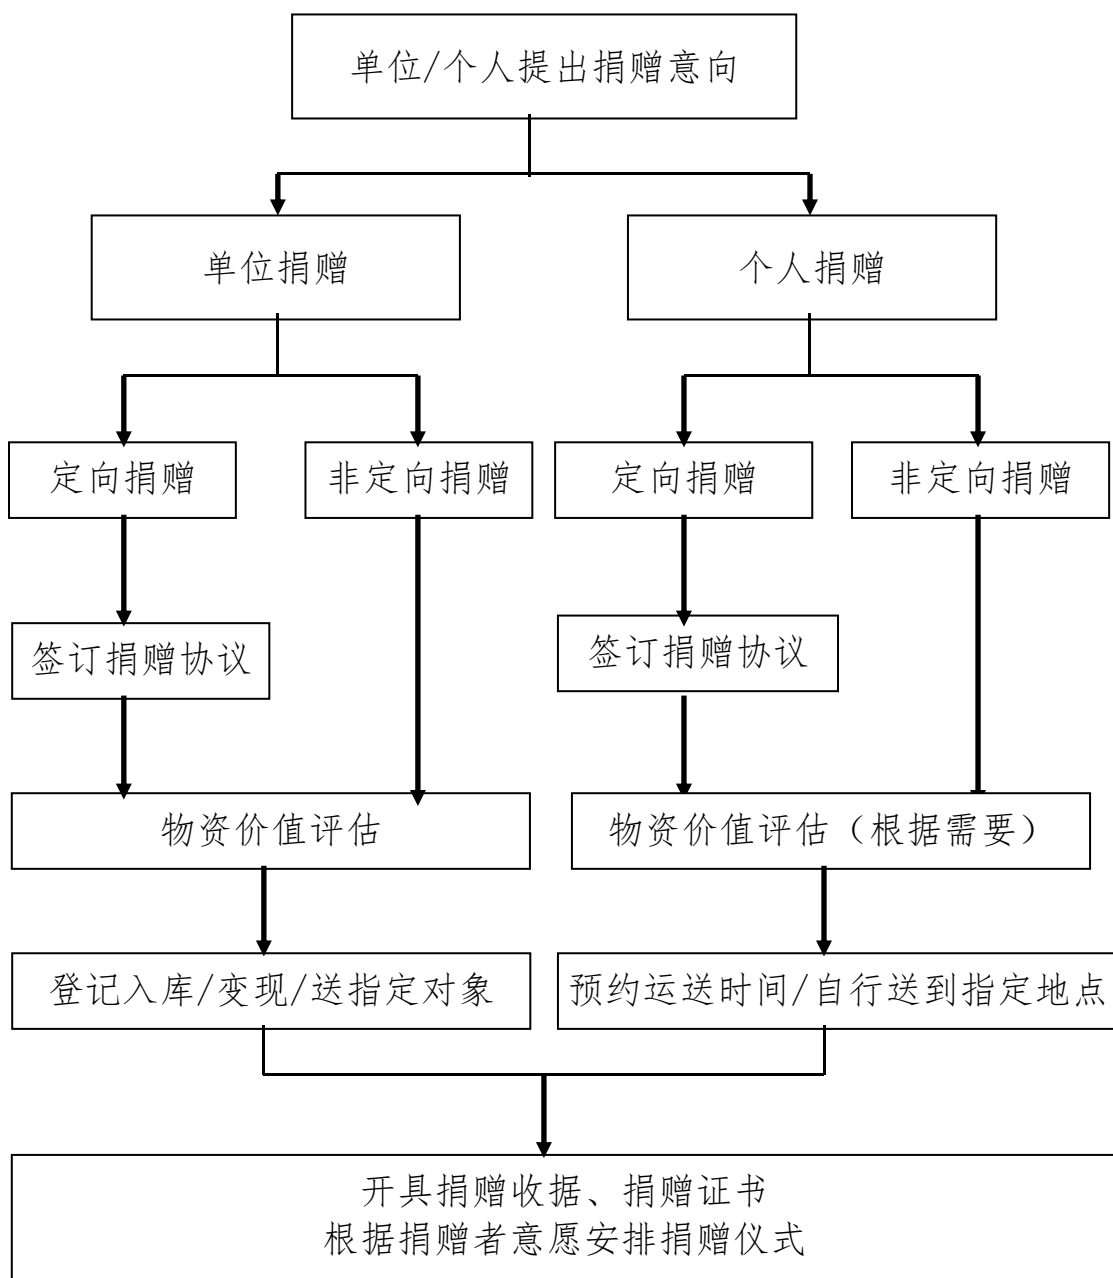 单位/个人提出捐赠意向
单位捐赠
个人捐赠
定向捐赠
非定向捐赠
定向捐赠
非定向捐赠
签订捐赠协议
签订捐赠协议
物资价值评估
物资价值评估（根据需要）
登记入库/变现/送指定对象
预约运送时间/自行送到指定地点
开具捐赠收据、捐赠证书
根据捐赠者意愿安排捐赠仪式